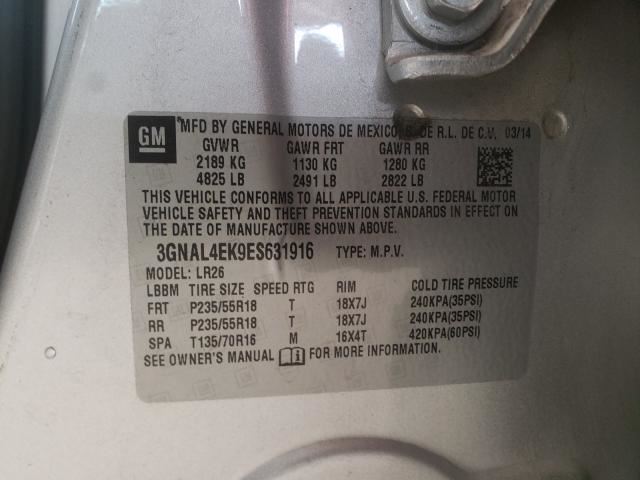 GM
MFD BY GENERAL MOTORS DE MEXICO S. DE R.L. DE C.V. 03/14
GVWR GAWR FRT GAWR RR
2189 KG 1130 KG 1280 KG
4825 LB 2491 LB 2822 LB
THIS VEHICLE CONFORMS TO ALL APPLICABLE U.S. FEDERAL MOTOR
VEHICLE SAFETY AND THEFT PREVENTION STANDARDS IN EFFECT ON
THE DATE OF MANUFACTURE SHOWN ABOVE.
3GNAL4EK9ES631916 TYPE: M.P.V.
MODEL: LR26
LBBM TIRE SIZE SPEED RTG RIM COLD TIRE PRESSURE
FRT P235/55R18 T 18X7J 240KPA(35PSI)
RR P235/55R18 T 18X7J 240KPA(35PSI)
SPA T135/70R16 M 16X4T 420KPA(60PSI)
SEE OWNER'S MANUAL FOR MORE INFORMATION.